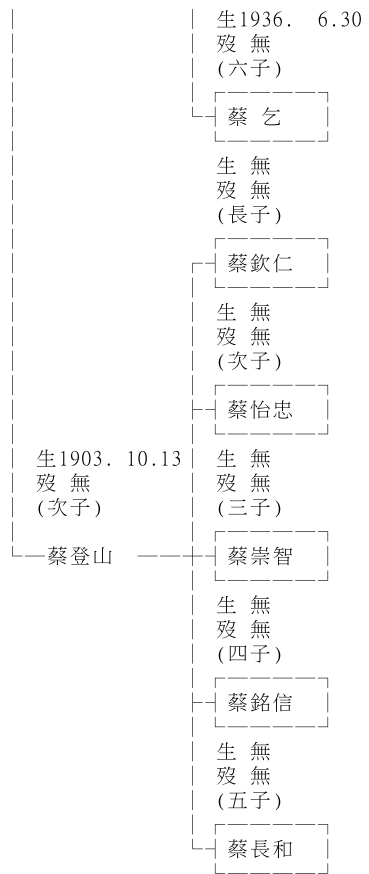 生1936. 6.30
歿 無
(六子)
蔡 乞
生 無
歿 無
(長子)
蔡欽仁
生 無
歿 無
(次子)
蔡怡忠
生1903. 10.13
歿 無
(次子)
蔡登山
生 無
歿 無
(三子)
蔡崇智
生 無
歿 無
(四子)
蔡銘信
生 無
歿 無
(五子)
蔡長和